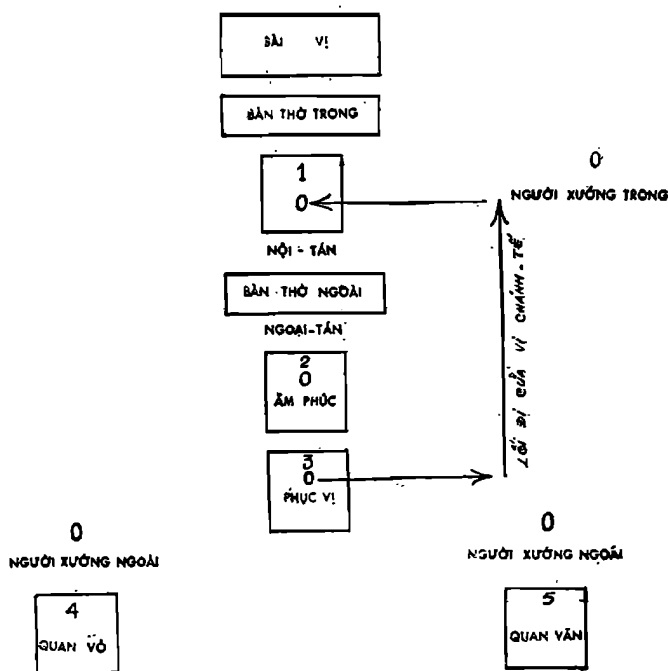 BÀI VỊ
BÀN THỜ TRONG
1
0
0
NGƯỜI XƯỚNG TRONG
NỘI - TÁN
BÀN - THỜ NGOÀI
NGOẠI-TÁN
LỐI ĐI CỦA VỊ CHÁNH-TẾ
2
0
ẨM PHÚC
3
0
PHỤC VỊ
0
NGƯỜI XƯỚNG NGOÀI
0
NGƯỜI XƯỚNG NGOÀI
4
QUAN VÕ
5
QUAN VĂN